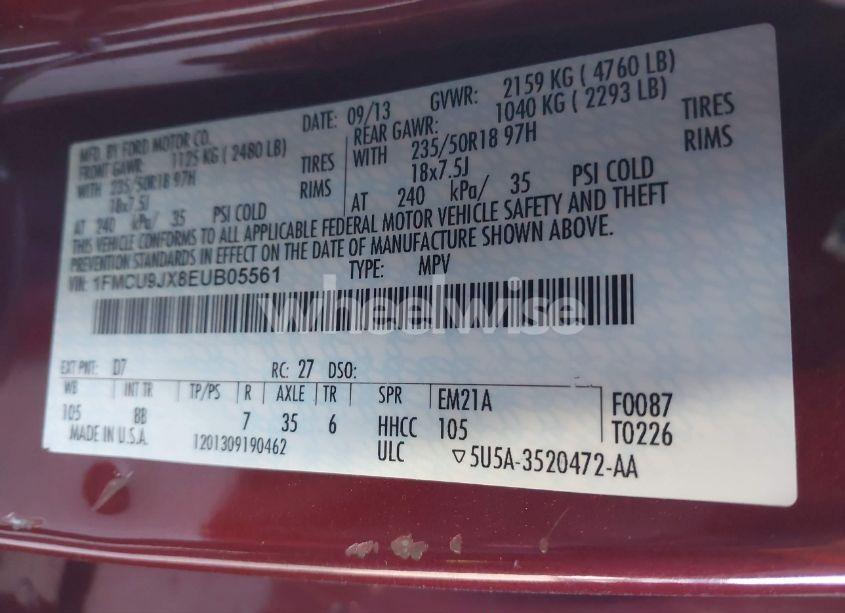 MFD. BY FORD MOTOR CO.
DATE: 09/13 GVWR: 2159 KG ( 4760 LB)
FRONT GAWR: 1125 KG ( 2480 LB)
REAR GAWR: 1040 KG ( 2293 LB)
WITH 235/50R18 97H TIRES
WITH 235/50R18 97H TIRES
18x7.5J RIMS
18x7.5J RIMS
AT 240 kPa/ 35 PSI COLD
AT 240 kPa/ 35 PSI COLD
THIS VEHICLE CONFORMS TO ALL APPLICABLE FEDERAL MOTOR VEHICLE SAFETY AND THEFT
PREVENTION STANDARDS IN EFFECT ON THE DATE OF MANUFACTURE SHOWN ABOVE.
VIN: 1FMCU9JX8EUB05561 TYPE: MPV
wheelwise
EXT PNT: D7 RC: 27 DSO:
WB INT TR TP/PS R AXLE TR SPR EM21A F0087
105 BB 7 35 6 HHCC 105 T0226
MADE IN U.S.A. 1201309190462 ULC ▽5U5A-3520472-AA